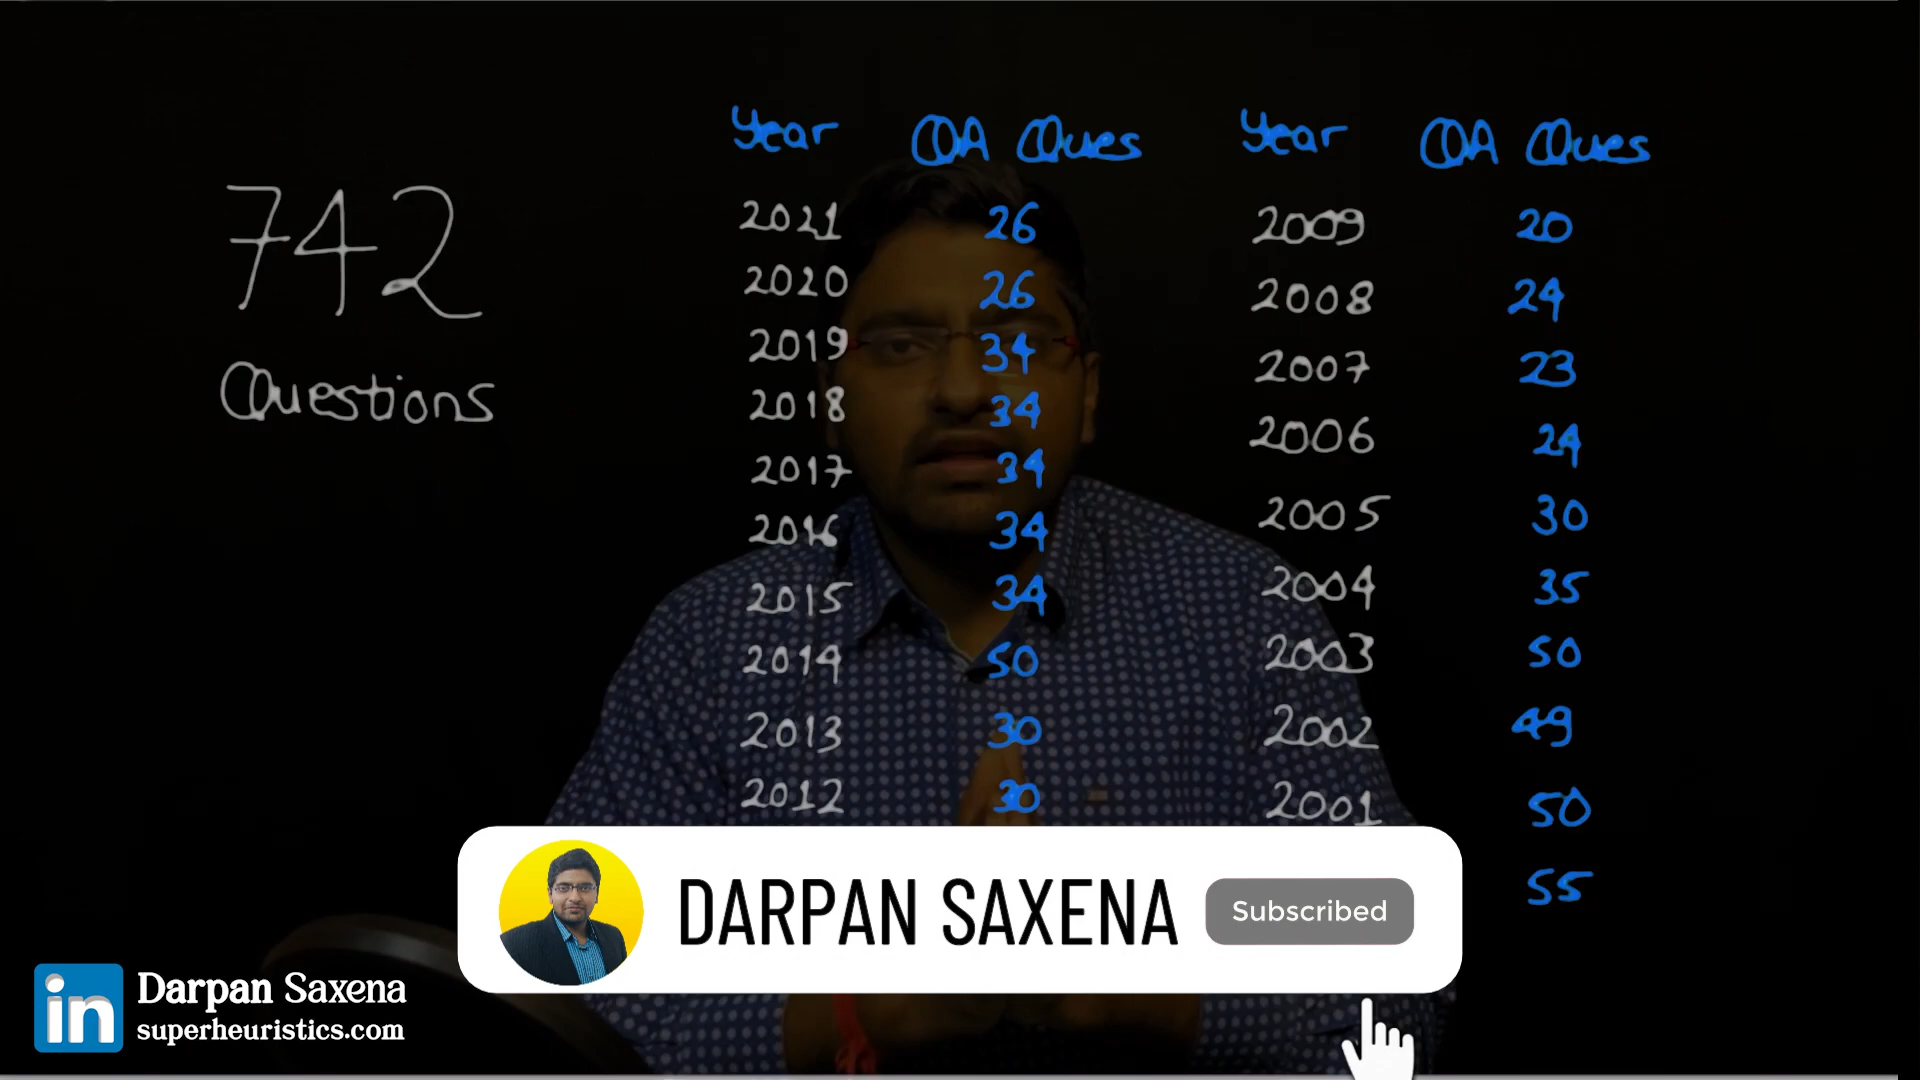 Year QA Ques Year QA Ques
742
Questions
2021 26 2009 20
2020 26 2008 24
2019 34 2007 23
2018 34 2006 24
2017 34 2005 30
2016 34 2004 35
2015 34 2003 50
2014 50 2002 49
2013 30 2001 50
2012 30 55
DARPAN SAXENA Subscribed
in Darpan Saxena
superheuristics.com